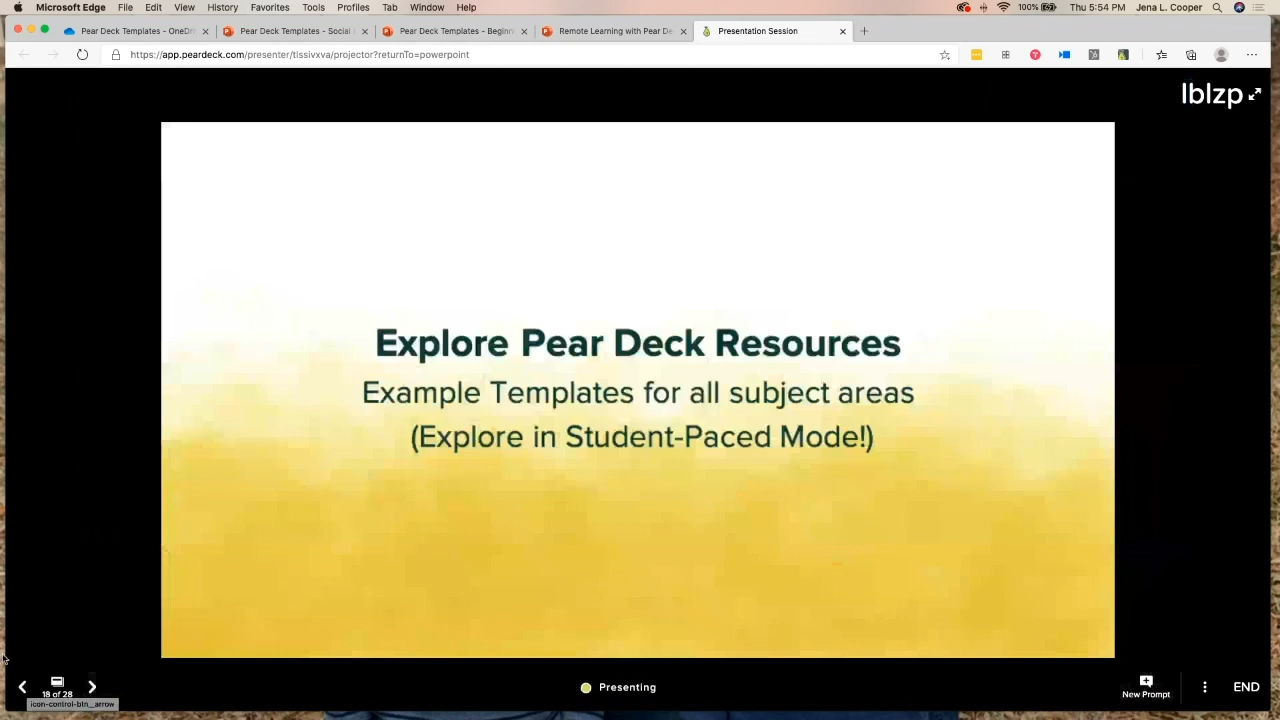 Microsoft Edge File Edit View History Favorites Tools Profiles Tab Window Help 100% Thu 5:54 PM Jena L. Cooper
Pear Deck Templates - OneDri
Pear Deck Templates - Social
Pear Deck Templates - Beginn
Remote Learning with Pear De
Presentation Session
https://app.peardeck.com/presenter/tlssivxva/projector?returnTo=powerpoint
lblzp
Explore Pear Deck Resources
Example Templates for all subject areas
(Explore in Student-Paced Mode!)
18 of 28
icon-control-btn__arrow
Presenting
New Prompt
END